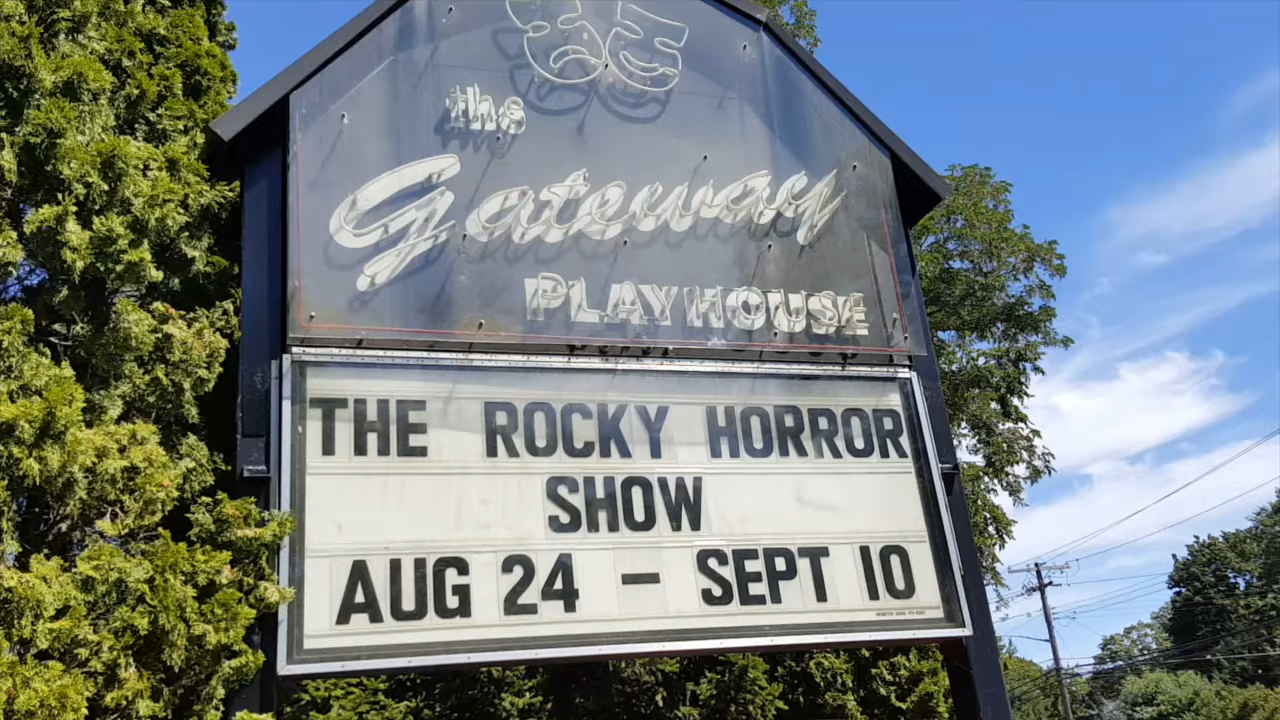 the
Gateway
PLAYHOUSE
THE ROCKY HORROR
SHOW
AUG 24 - SEPT 10